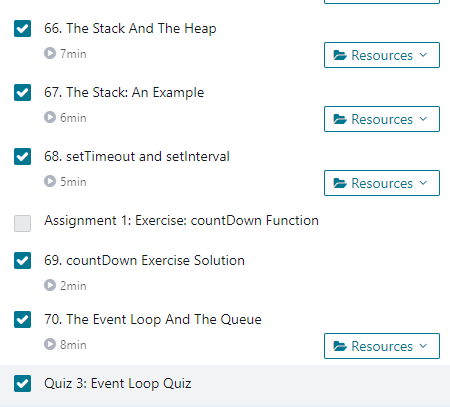 66. The Stack And The Heap
7min
Resources
67. The Stack: An Example
6min
Resources
68. setTimeout and setInterval
5min
Resources
Assignment 1: Exercise: countDown Function
69. countDown Exercise Solution
2min
70. The Event Loop And The Queue
8min
Resources
Quiz 3: Event Loop Quiz